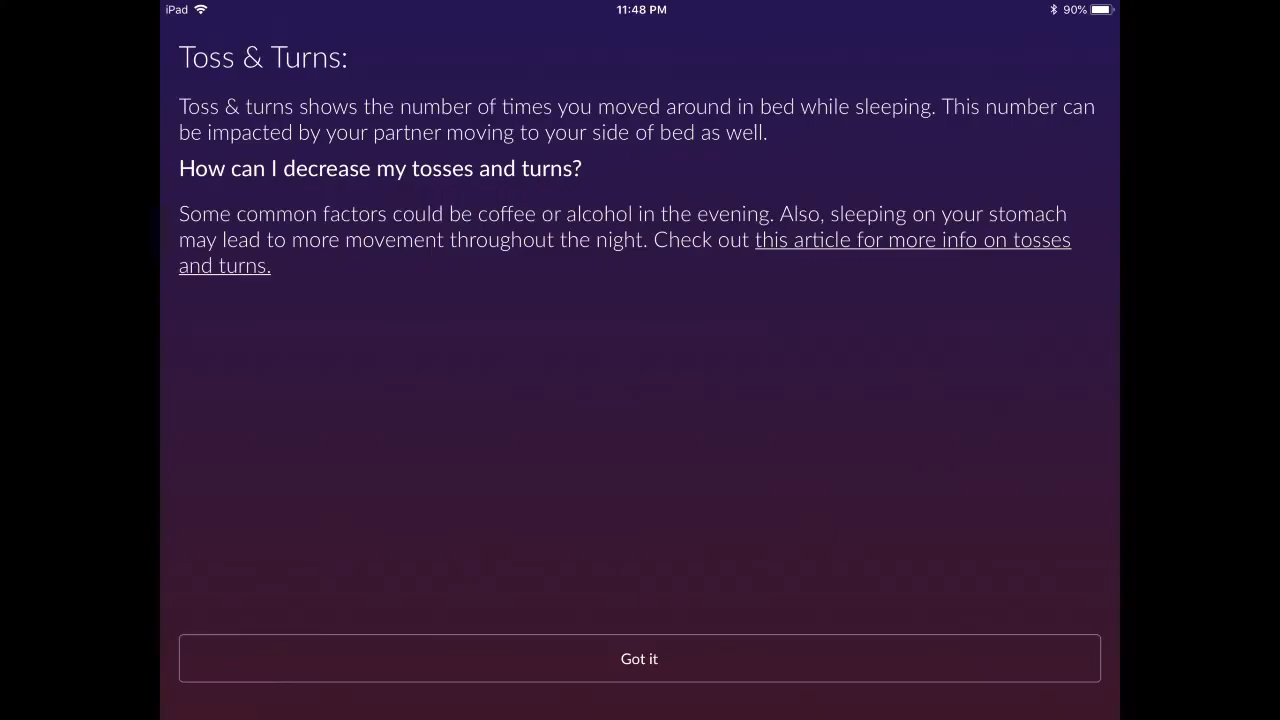 iPad 11:48 PM 90%
Toss & Turns:
Toss & turns shows the number of times you moved around in bed while sleeping. This number can
be impacted by your partner moving to your side of bed as well.
How can I decrease my tosses and turns?
Some common factors could be coffee or alcohol in the evening. Also, sleeping on your stomach
may lead to more movement throughout the night. Check out this article for more info on tosses
and turns.
Got it